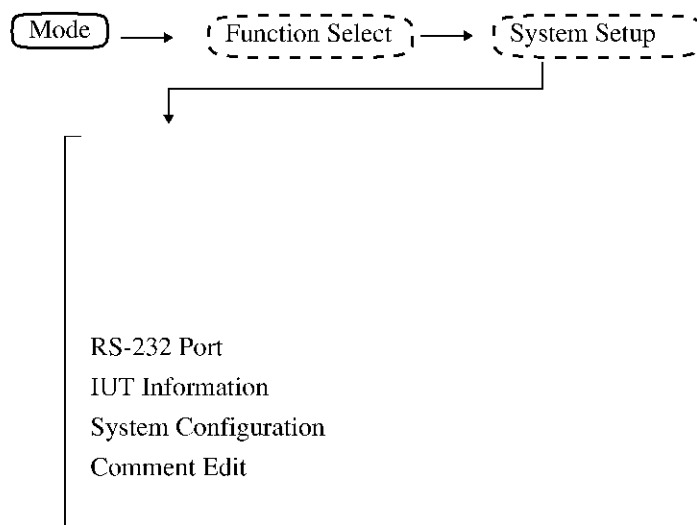 Mode Function Select System Setup
RS-232 Port
IUT Information
System Configuration
Comment Edit